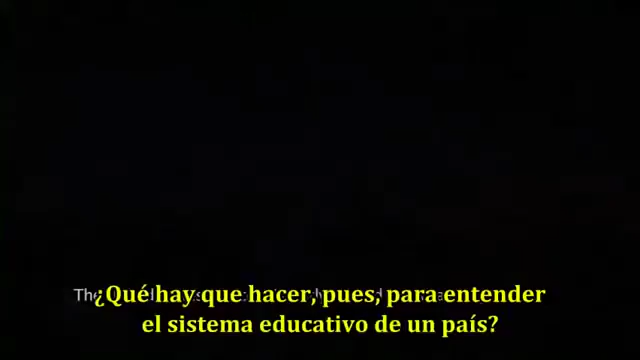 ¿Qué hay que hacer, pues, para entender
el sistema educativo de un país?